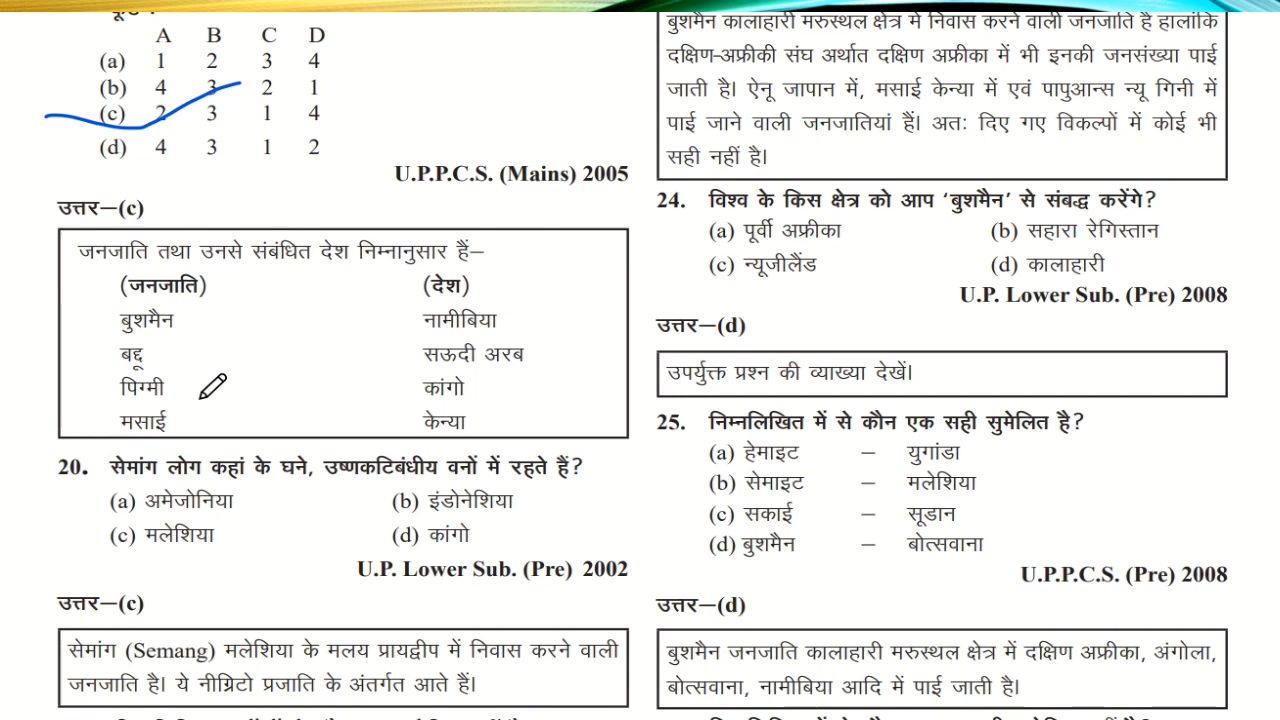 A B C D
(a) 1 2 3 4
(b) 4 3 2 1
(c) 2 3 1 4
(d) 4 3 1 2
U.P.P.C.S. (Mains) 2005
उत्तर–(c)
जनजाति तथा उनसे संबंधित देश निम्नानुसार हैं–
(जनजाति) (देश)
बुशमैन नामीबिया
बद्दू सऊदी अरब
पिग्मी कांगो
मसाई केन्या
20. सेमांग लोग कहां के घने, उष्णकटिबंधीय वनों में रहते हैं?
(a) अमेजोनिया (b) इंडोनेशिया
(c) मलेशिया (d) कांगो
U.P. Lower Sub. (Pre) 2002
उत्तर–(c)
सेमांग (Semang) मलेशिया के मलय प्रायद्वीप में निवास करने वाली
जनजाति है। ये नीग्रिटो प्रजाति के अंतर्गत आते हैं।
बुशमैन कालाहारी मरुस्थल क्षेत्र में निवास करने वाली जनजाति है हालांकि
दक्षिण-अफ्रीकी संघ अर्थात दक्षिण अफ्रीका में भी इनकी जनसंख्या पाई
जाती है। ऐनू जापान में, मसाई केन्या में एवं पापुआन्स न्यू गिनी में
पाई जाने वाली जनजातियां हैं। अतः दिए गए विकल्पों में कोई भी
सही नहीं है।
24. विश्व के किस क्षेत्र को आप ‘बुशमैन’ से संबद्ध करेंगे?
(a) पूर्वी अफ्रीका (b) सहारा रेगिस्तान
(c) न्यूजीलैंड (d) कालाहारी
U.P. Lower Sub. (Pre) 2008
उत्तर–(d)
उपर्युक्त प्रश्न की व्याख्या देखें।
25. निम्नलिखित में से कौन एक सही सुमेलित है?
(a) हेमाइट – युगांडा
(b) सेमाइट – मलेशिया
(c) सकाई – सूडान
(d) बुशमैन – बोत्सवाना
U.P.P.C.S. (Pre) 2008
उत्तर–(d)
बुशमैन जनजाति कालाहारी मरुस्थल क्षेत्र में दक्षिण अफ्रीका, अंगोला,
बोत्सवाना, नामीबिया आदि में पाई जाती है।